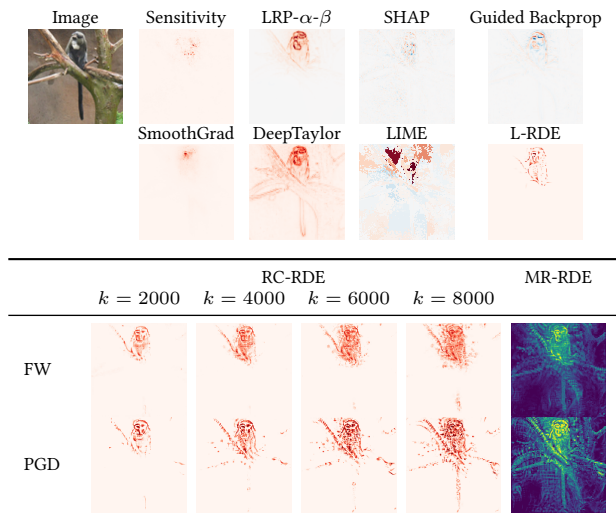 Image Sensitivity LRP-α-β SHAP Guided Backprop
SmoothGrad DeepTaylor LIME L-RDE
RC-RDE MR-RDE
k = 2000 k = 4000 k = 6000 k = 8000
FW
PGD